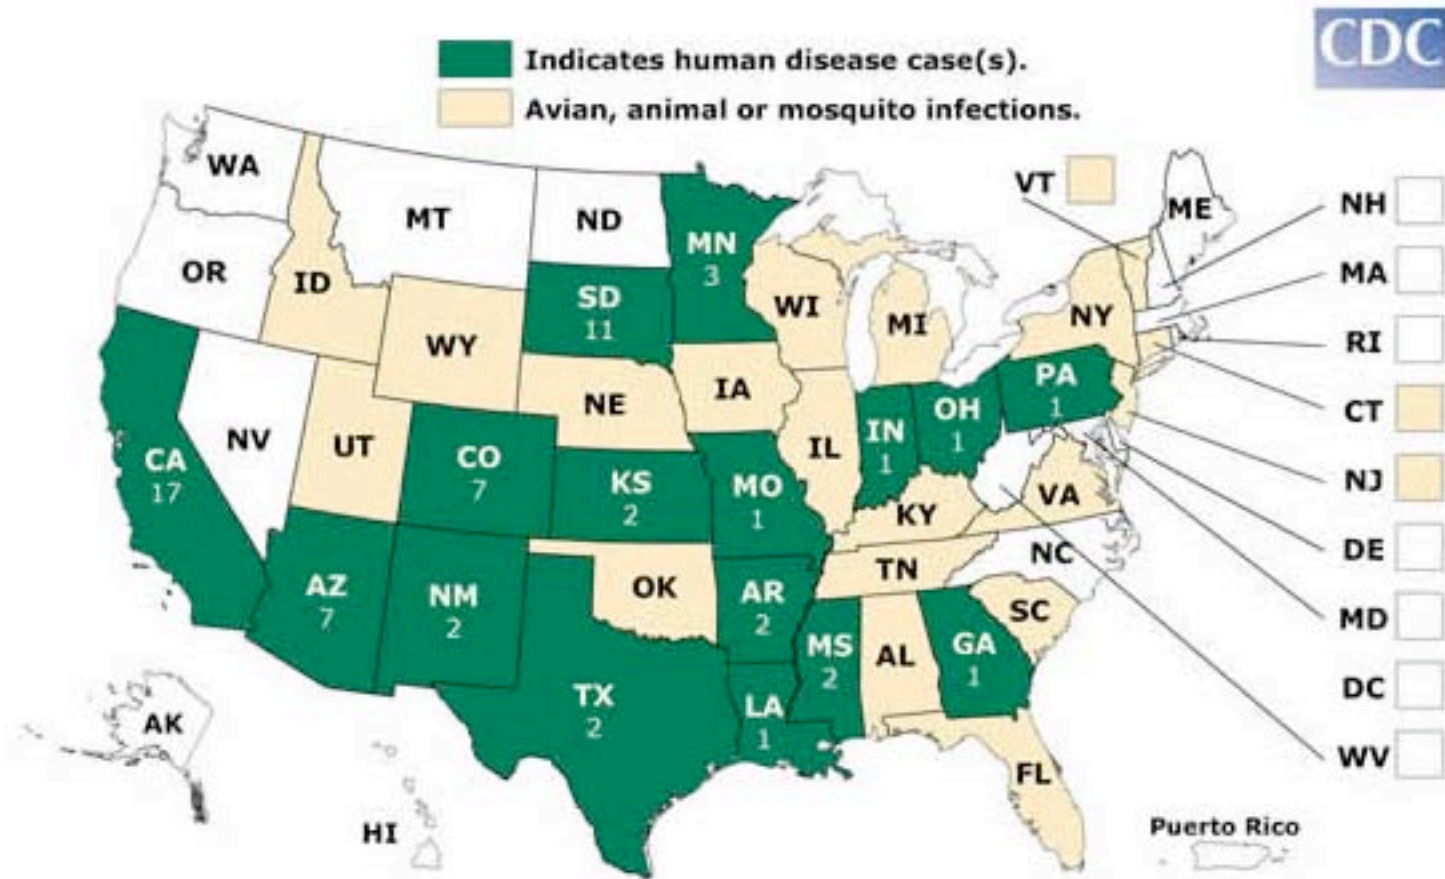 CDC
Indicates human disease case(s).
Avian, animal or mosquito infections.
WA
MT
ND
MN
3
VT
ME
NH
OR
ID
SD
11
WI
MI
NY
MA
WY
RI
NE
IA
PA
1
CT
CA
17
NV
UT
CO
7
KS
2
MO
1
IL
IN
1
OH
1
KY
VA
NJ
AZ
7
NM
2
OK
AR
2
TN
NC
DE
TX
2
LA
1
MS
2
AL
GA
1
SC
MD
DC
AK
HI
FL
WV
Puerto Rico